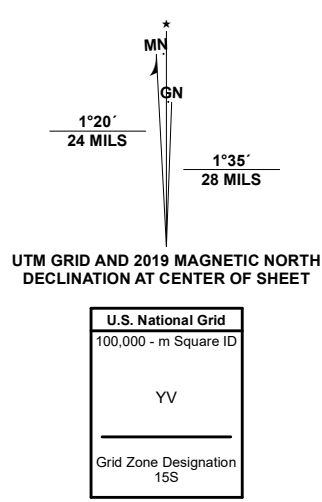 ★
MN
GN
1°20´
24 MILS
1°35´
28 MILS
UTM GRID AND 2019 MAGNETIC NORTH
DECLINATION AT CENTER OF SHEET
U.S. National Grid
100,000 - m Square ID
YV
Grid Zone Designation
15S